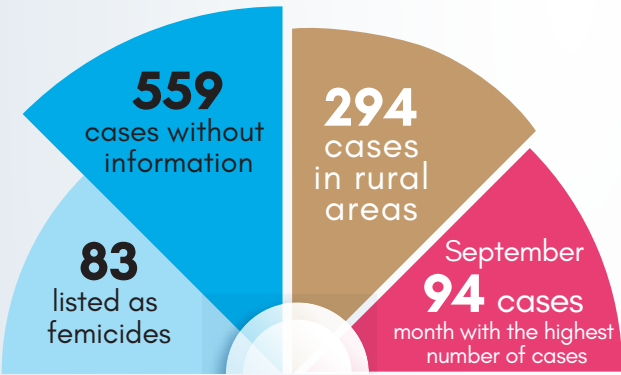 559
cases without
information
294
cases
in rural
areas
83
listed as
femicides
September
94 cases
month with the highest
number of cases